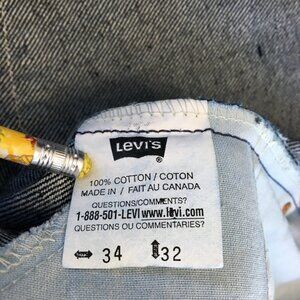 LEVI'S
®
100% COTTON / COTON
MADE IN / FAIT AU CANADA
QUESTIONS/COMMENTS?
1-888-501-LEVI www.levi.com
QUESTIONS OU COMMENTAIRES?
34 32